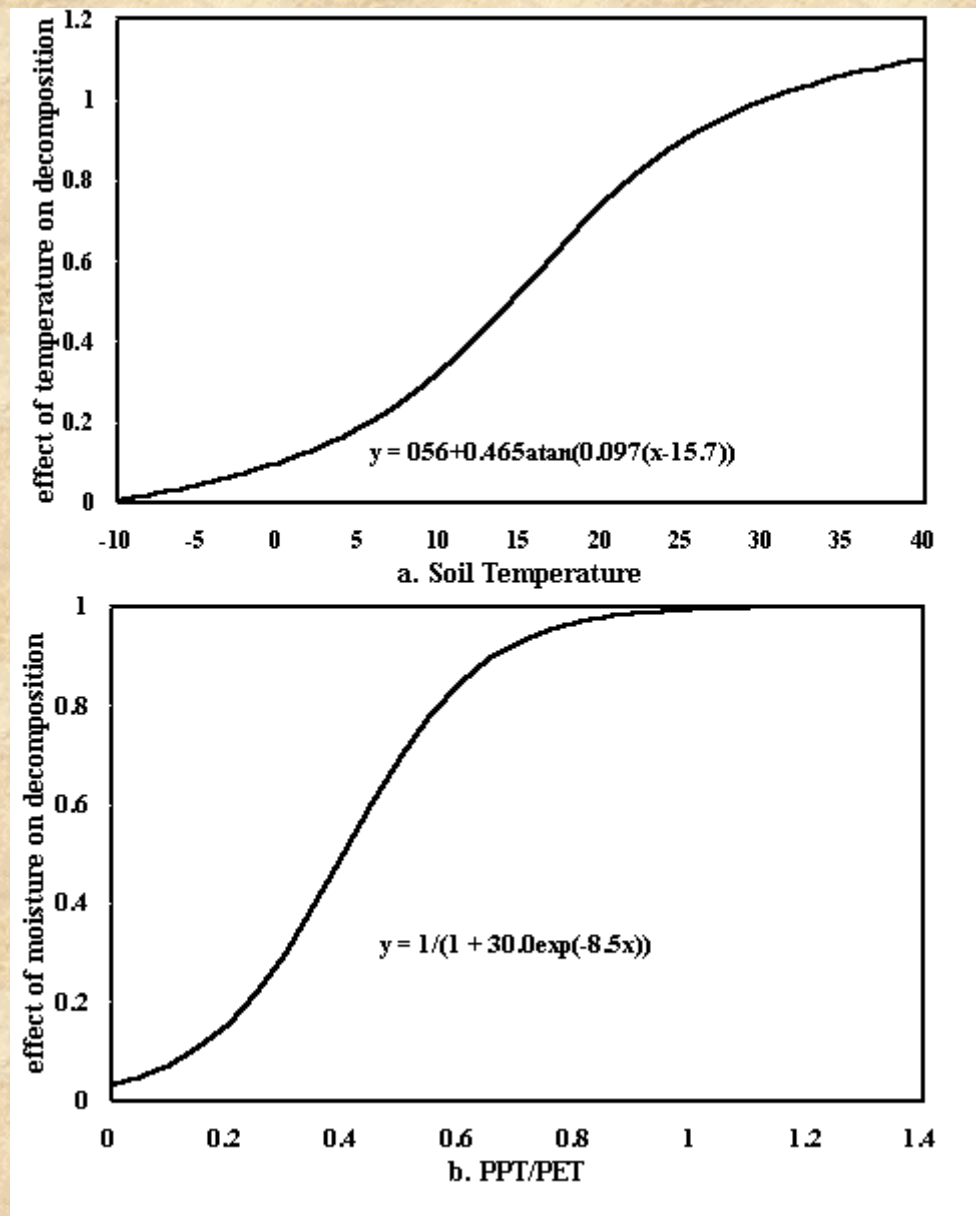 effect of temperature on decomposition
1.2
1
0.8
0.6
0.4
0.2
0
y = 056+0.465atan(0.097(x-15.7))
-10 -5 0 5 10 15 20 25 30 35 40
a. Soil Temperature
effect of moisture on decomposition
1
0.8
0.6
0.4
0.2
0
y = 1/(1 + 30.0exp(-8.5x))
0 0.2 0.4 0.6 0.8 1 1.2 1.4
b. PPT/PET